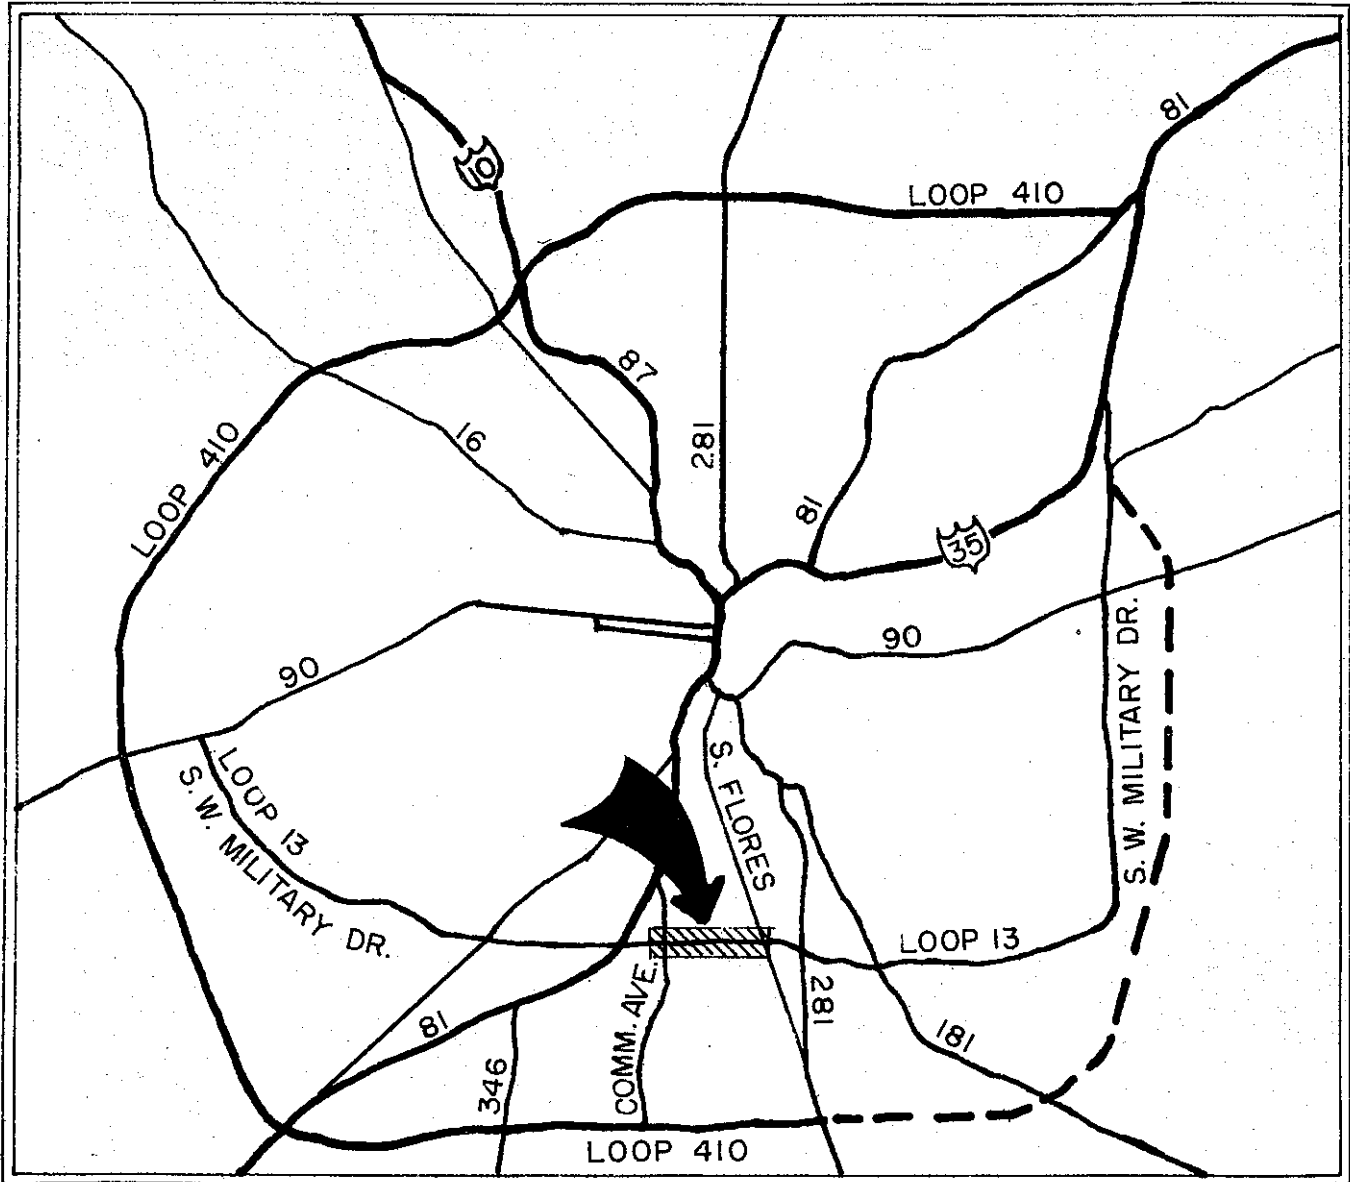 81
10
LOOP 410
87
16
281
LOOP 410
81
35
90
90
S. W. MILITARY DR.
LOOP 13
S. W. MILITARY DR.
S. FLORES
LOOP 13
COMM. AVE.
281
81
181
346
LOOP 410